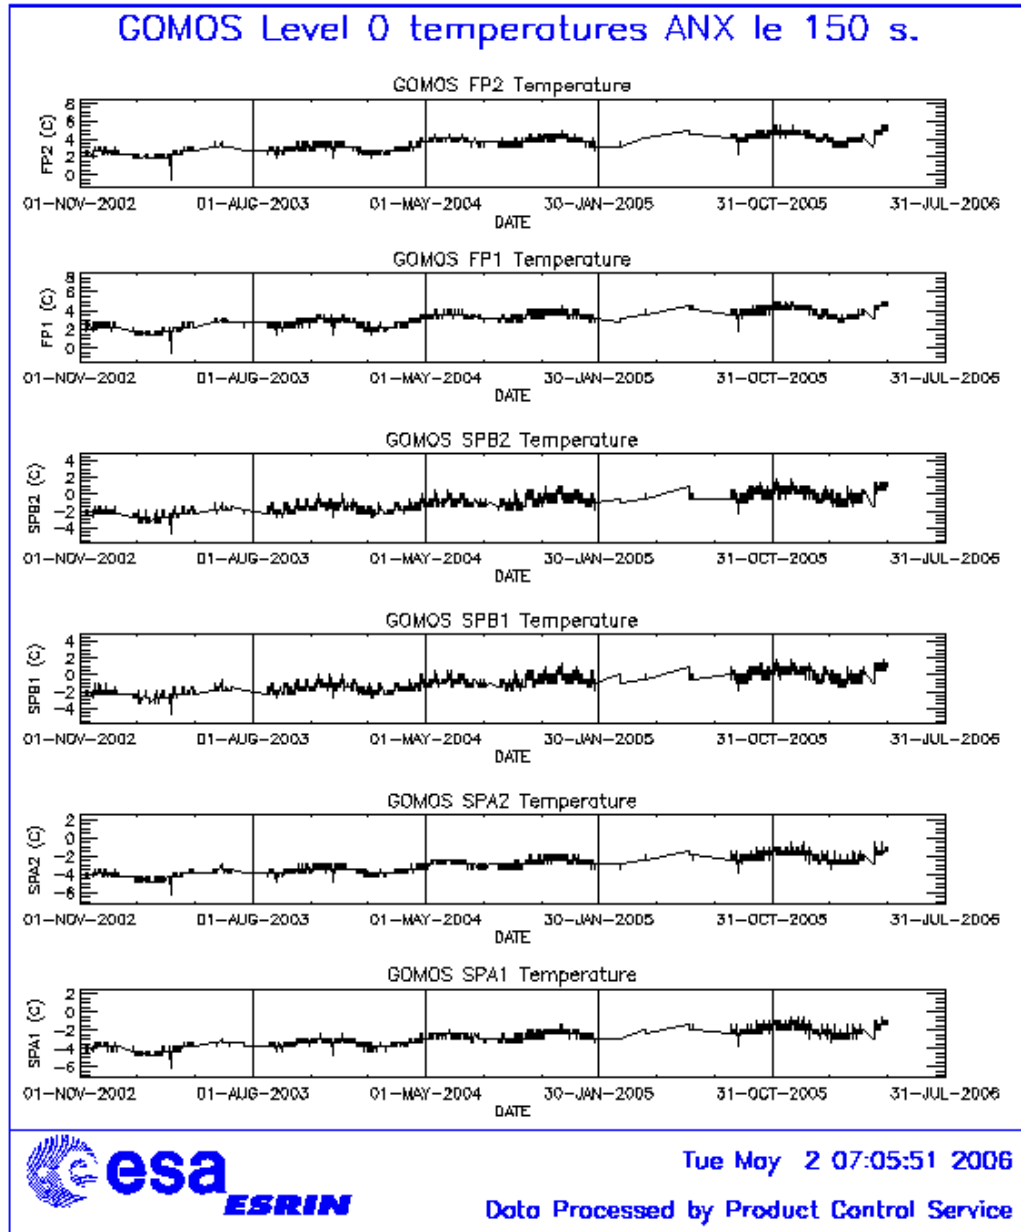 GOMOS Level 0 temperatures ANX le 150 s.
GOMOS FP2 Temperature
FP2 (C)
8
6
4
2
0
01-NOV-2002 01-AUG-2003 01-MAY-2004 30-JAN-2005 31-OCT-2005 31-JUL-2006
DATE
GOMOS FP1 Temperature
FP1 (C)
8
6
4
2
0
01-NOV-2002 01-AUG-2003 01-MAY-2004 30-JAN-2005 31-OCT-2005 31-JUL-2006
DATE
GOMOS SPB2 Temperature
SPB2 (C)
4
2
0
-2
-4
01-NOV-2002 01-AUG-2003 01-MAY-2004 30-JAN-2005 31-OCT-2005 31-JUL-2006
DATE
GOMOS SPB1 Temperature
SPB1 (C)
4
2
0
-2
-4
01-NOV-2002 01-AUG-2003 01-MAY-2004 30-JAN-2005 31-OCT-2005 31-JUL-2006
DATE
GOMOS SPA2 Temperature
SPA2 (C)
2
0
-2
-4
-6
01-NOV-2002 01-AUG-2003 01-MAY-2004 30-JAN-2005 31-OCT-2005 31-JUL-2006
DATE
GOMOS SPA1 Temperature
SPA1 (C)
2
0
-2
-4
-6
01-NOV-2002 01-AUG-2003 01-MAY-2004 30-JAN-2005 31-OCT-2005 31-JUL-2006
DATE
esa
ESRIN
Tue May 2 07:05:51 2006
Data Processed by Product Control Service